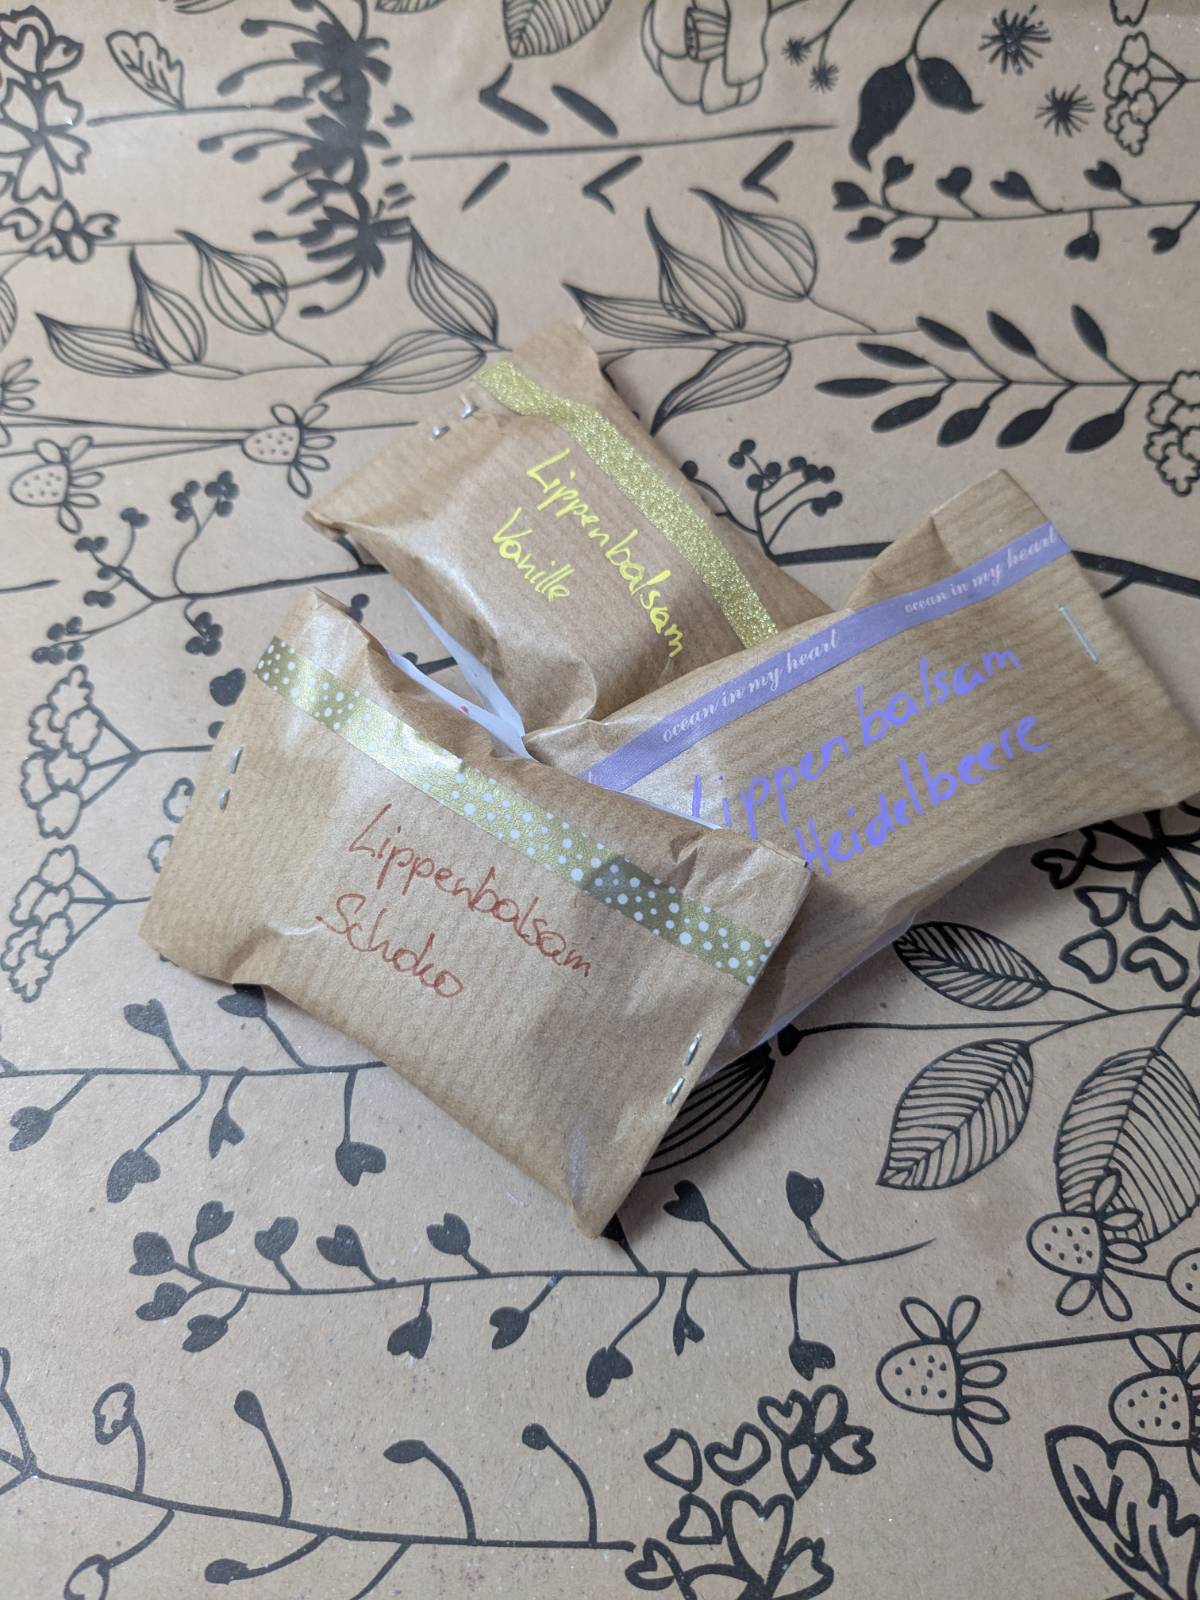 Lippenbalsam
Vanille
ocean in my heart
ocean in my heart
Lippenbalsam
Heidelbeere
Lippenbalsam
Schoko